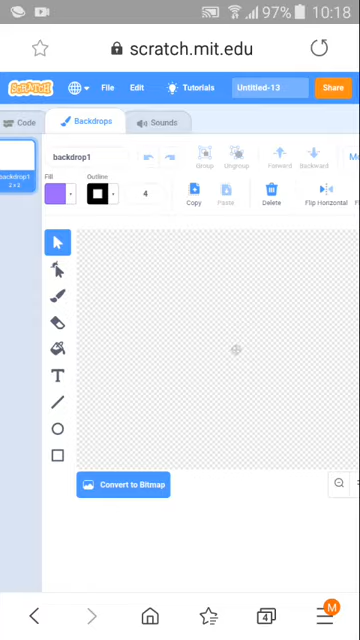 97% 10:18
scratch.mit.edu
SCRATCH File Edit Tutorials Untitled-13 Share
Code Backdrops Sounds
backdrop1
Group Ungroup Forward Backward
Fill Outline
4
Copy Paste Delete Flip Horizontal
backdrop1
2 x 2
T
Convert to Bitmap
4
M